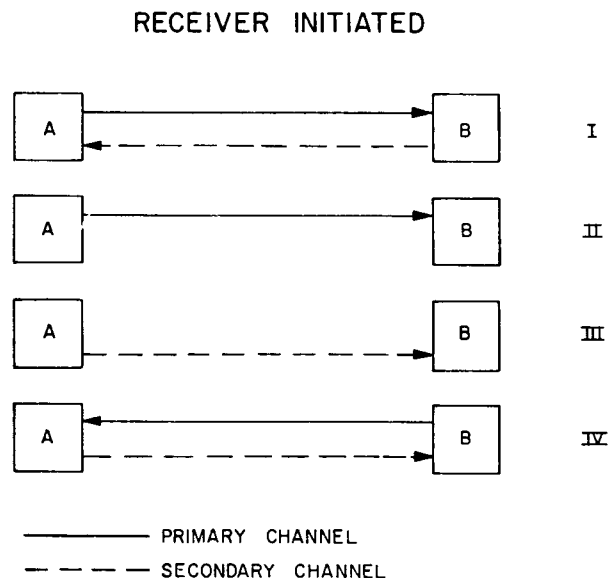 RECEIVER INITIATED
A B I
A B II
A B III
A B IV
PRIMARY CHANNEL
SECONDARY CHANNEL